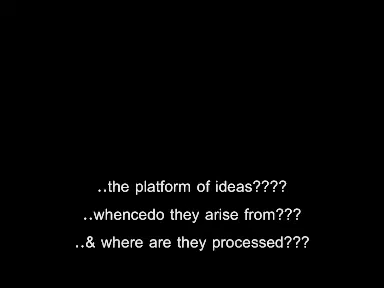 ..the platform of ideas????
..whencedo they arise from???
..& where are they processed???